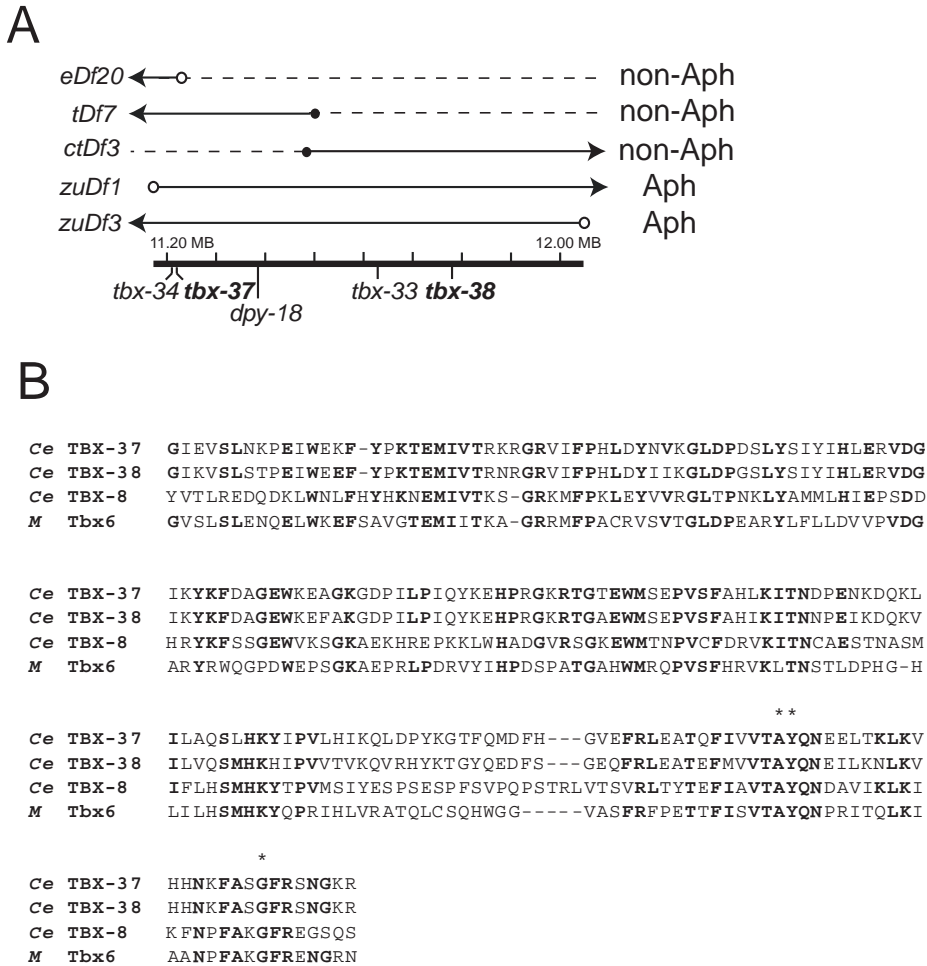 A
eDf20 non-Aph
tDf7 non-Aph
ctDf3 non-Aph
zuDf1 Aph
zuDf3 Aph
11.20 MB 12.00 MB
tbx-34 tbx-37 tbx-33 tbx-38
dpy-18
B
Ce TBX-37 GIEVSLNKPEIWEKF-YPKTEMIVTRKRGRVIFPHLDYNVKGLDPDSLYSIYIHLERVDG
Ce TBX-38 GIKVSLSTPEIWEEF-YPKTEMIVTRNRGRVIFPHLDYIIKGLDPGSLYSIYIHLERVDG
Ce TBX-8 YVTLREDQDKLWNLFHYHKNEMIVTKS-GRKMFPKLEYVVRGLTPNKLYAMMLHIEPSDD
M Tbx6 GVSLSLENQELWKEFSAVGTEMIITKA-GRRMFPACRVSVTGLDPEARYLFLLDVVPVDG
Ce TBX-37 IKYKFDAGEWKEAGKGDPILPIQYKEHPRGKRTGTEWMSEPVSFAHLKITNDPENKDQKL
Ce TBX-38 IKYKFDAGEWKEFAKGDPILPIQYKEHPRGKRTGAEWMSEPVSFAHIKITNNPEIKDQKV
Ce TBX-8 HRYKFSSGEWVKSGKAEKHREPKKLWHADGVRSGKEWMTNPVCFDRVKITNCAESTNASM
M Tbx6 ARYRWQGPDWEPSGKAEPRLPDRVYIHPDSPATGAHWMRQPVSFHRVKLTNSTLDPHG-H
**
Ce TBX-37 ILAQSLHKYIPVLHIKQLDPYKGTFQMDFH---GVEFRLEATQFIVVTAYQNEELTKLKV
Ce TBX-38 ILVQSMHKHIPVVTVKQVRHYKTGYQEDFS---GEQFRLEATEFMVVTAYQNEILKNLKV
Ce TBX-8 IFLHSMHKYTPVMSIYESPSESPFSVPQPSTRLVTSVRLTYTEFIAVTAYQNDAVIKLKI
M Tbx6 LILHSMHKYQPRIHLVRATQLCSQHWGG-----VASFRFPETTFISVTAYQNPRITQLKI
*
Ce TBX-37 HHNKFASGFRSNGKR
Ce TBX-38 HHNKFASGFRSNGKR
Ce TBX-8 KFNPFAKGFREGSQS
M Tbx6 AANPFAKGFRENGRN